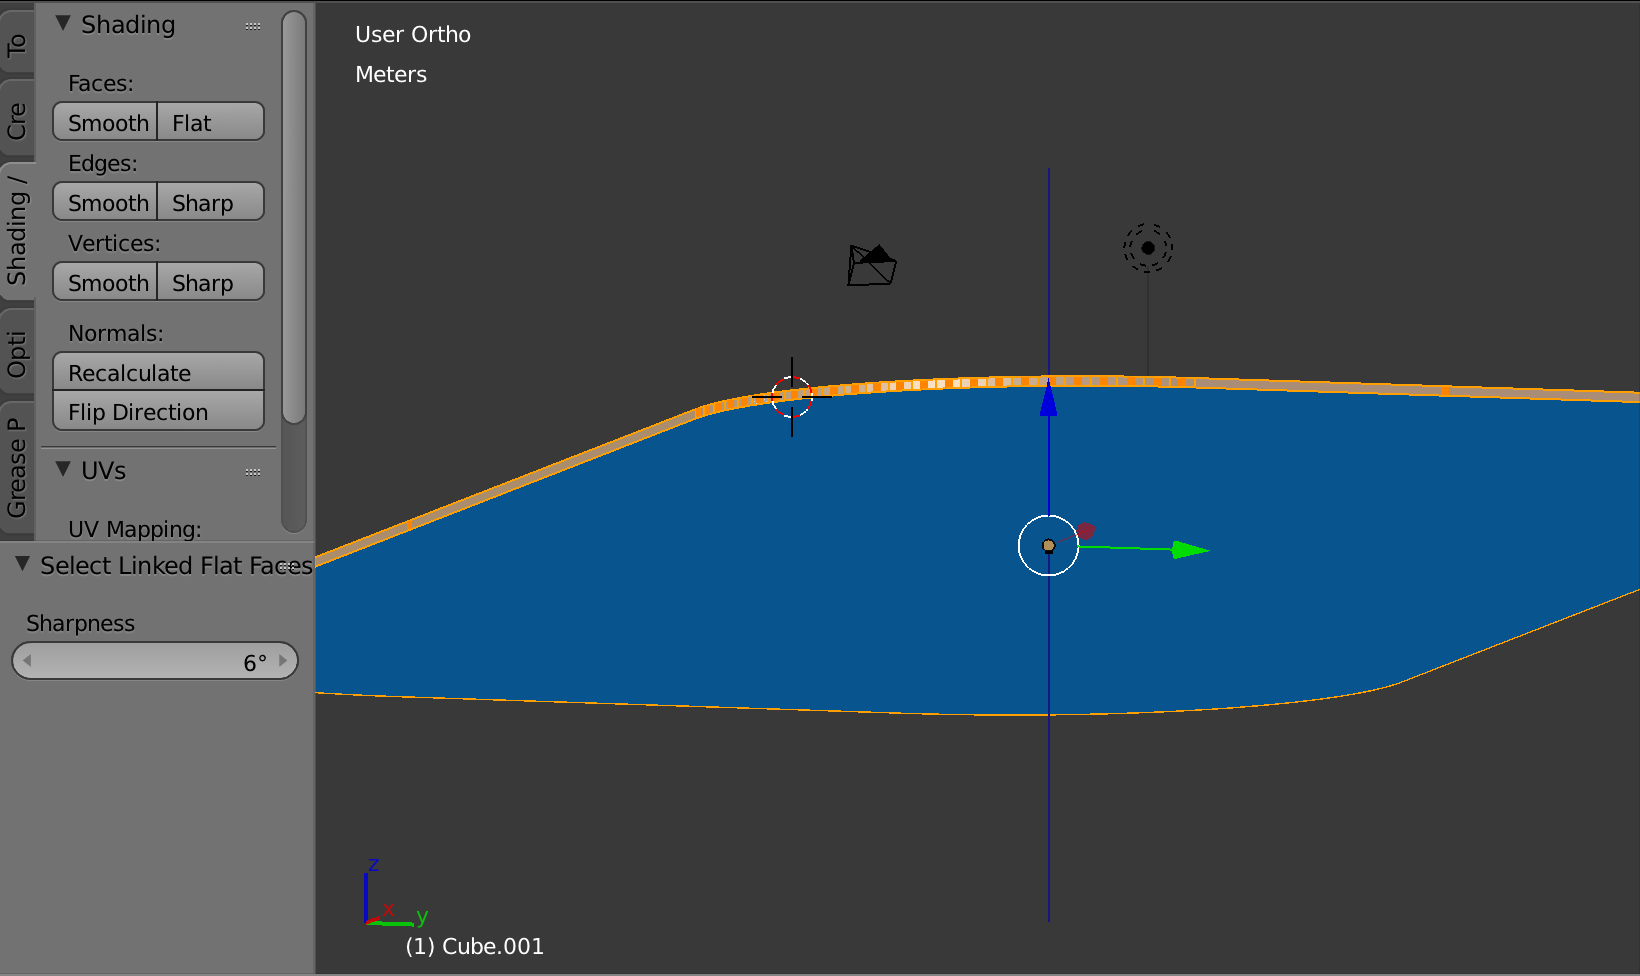 To
Cre
Shading /
Opti
Grease P
Shading
Faces:
Smooth Flat
Edges:
Smooth Sharp
Vertices:
Smooth Sharp
Normals:
Recalculate
Flip Direction
UVs
UV Mapping:
Select Linked Flat Faces
Sharpness
6°
User Ortho
Meters
z
x
y
(1) Cube.001